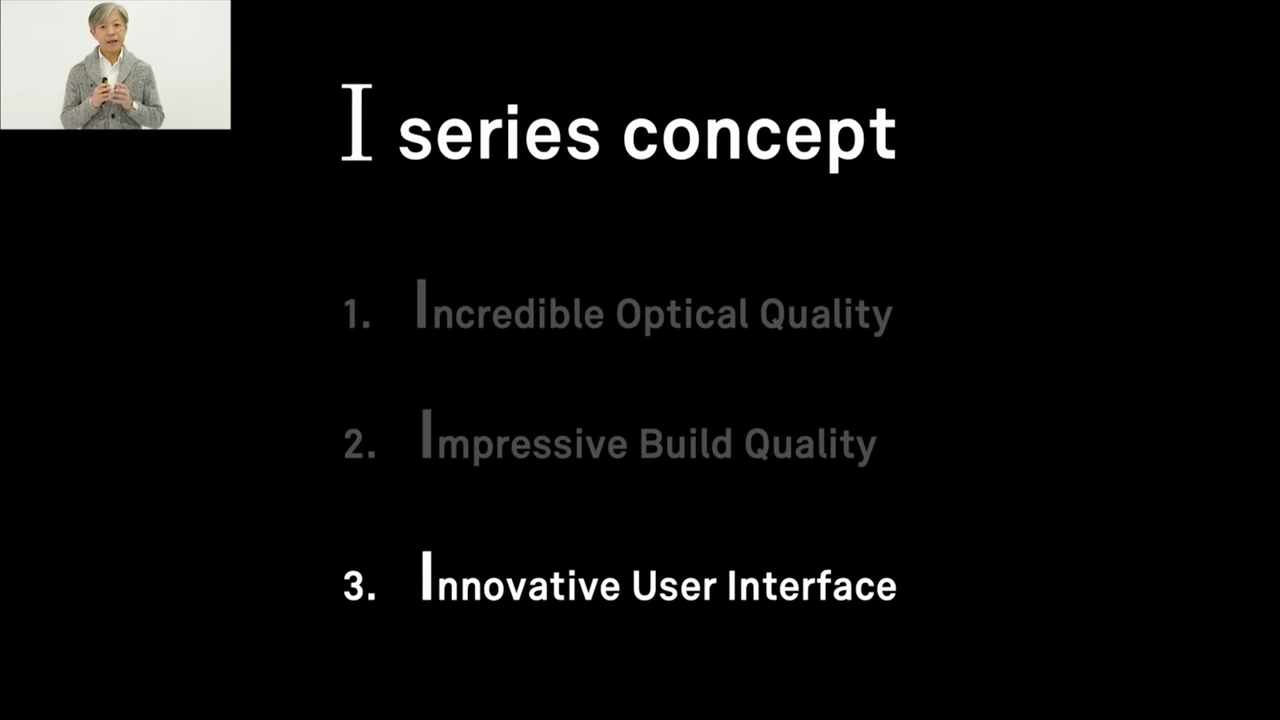 I series concept
1. Incredible Optical Quality
2. Impressive Build Quality
3. Innovative User Interface